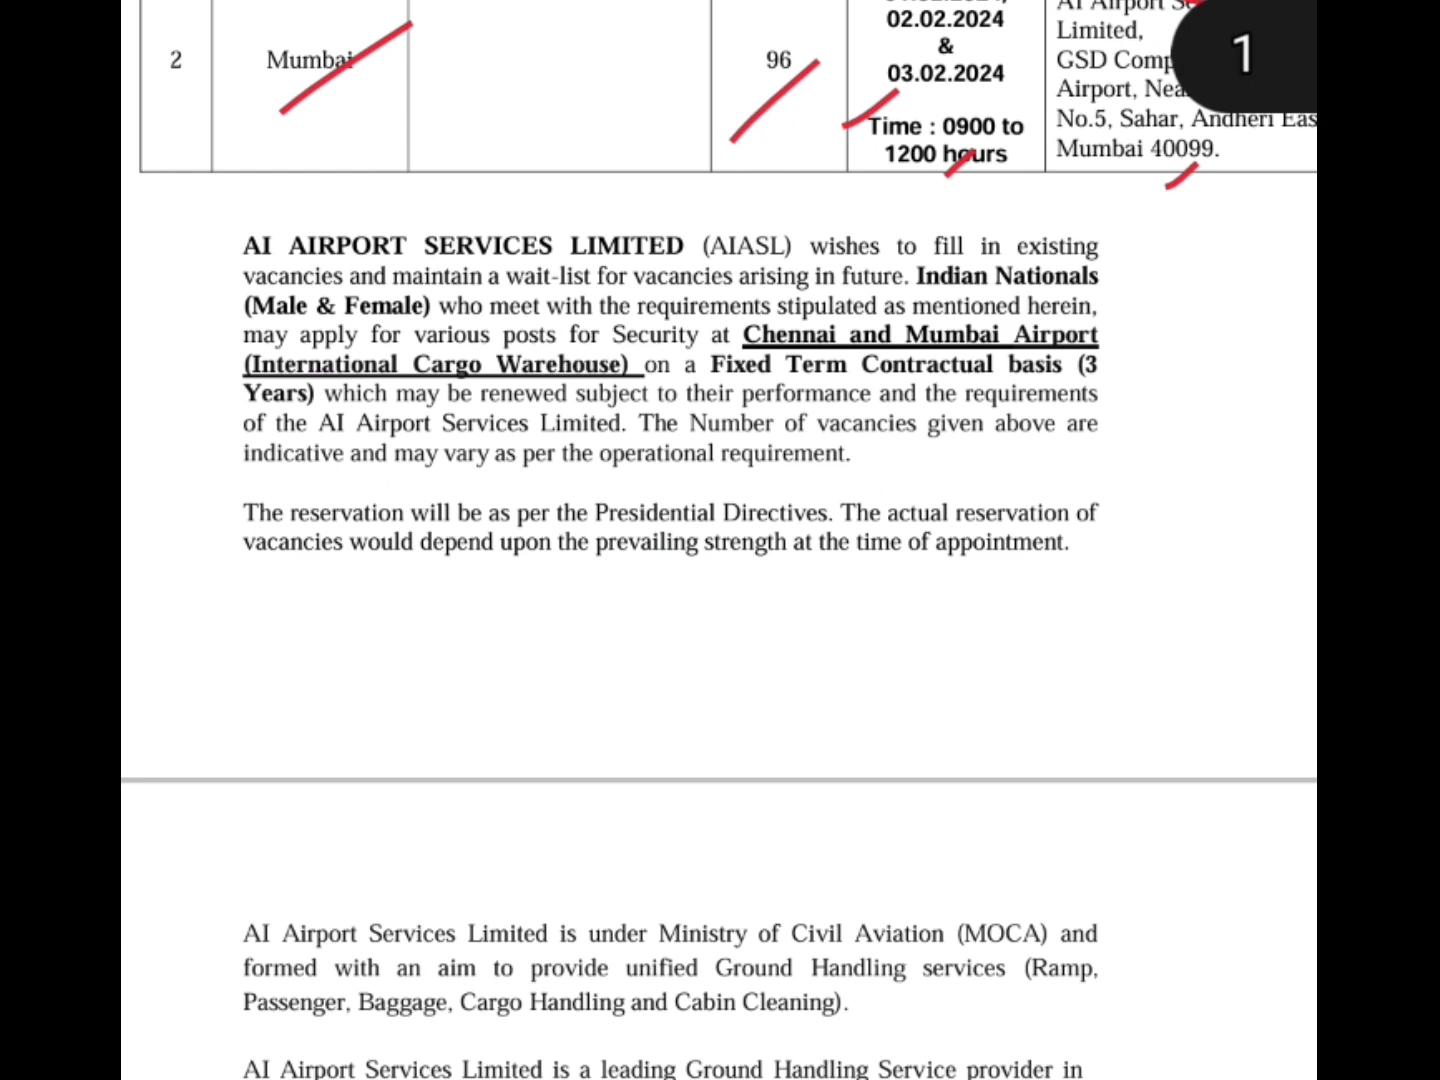 02.02.2024
AI Airport
2
Mumbai
96
&
03.02.2024
Limited,
GSD
Airport,
Time : 0900 to
1200 hours
No.5, Sahar, Andheri
Mumbai 40099.
1
AI AIRPORT SERVICES LIMITED (AIASL) wishes to fill in existing
vacancies and maintain a wait-list for vacancies arising in future. Indian Nationals
(Male & Female) who meet with the requirements stipulated as mentioned herein,
may apply for various posts for Security at Chennai and Mumbai Airport
(International Cargo Warehouse) on a Fixed Term Contractual basis (3
Years) which may be renewed subject to their performance and the requirements
of the AI Airport Services Limited. The Number of vacancies given above are
indicative and may vary as per the operational requirement.
The reservation will be as per the Presidential Directives. The actual reservation of
vacancies would depend upon the prevailing strength at the time of appointment.
AI Airport Services Limited is under Ministry of Civil Aviation (MOCA) and
formed with an aim to provide unified Ground Handling services (Ramp,
Passenger, Baggage, Cargo Handling and Cabin Cleaning).
AI Airport Services Limited is a leading Ground Handling Service provider in